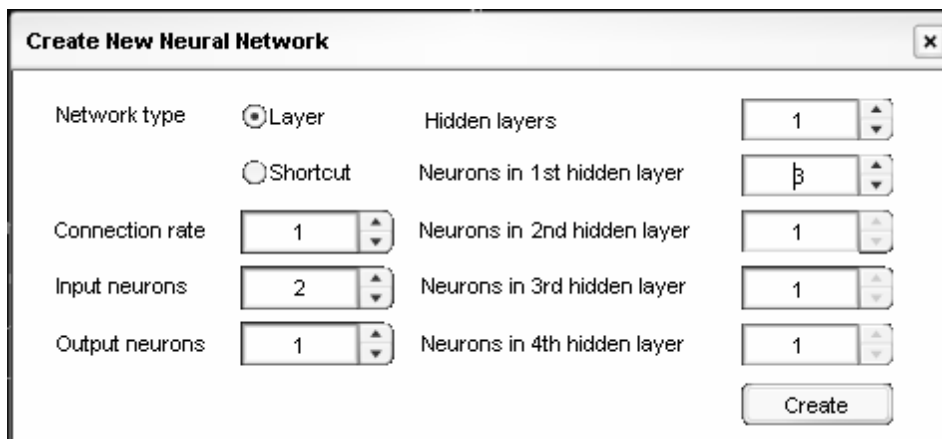 Create New Neural Network
Network type Layer Hidden layers 1
Shortcut Neurons in 1st hidden layer 3
Connection rate 1 Neurons in 2nd hidden layer 1
Input neurons 2 Neurons in 3rd hidden layer 1
Output neurons 1 Neurons in 4th hidden layer 1
Create